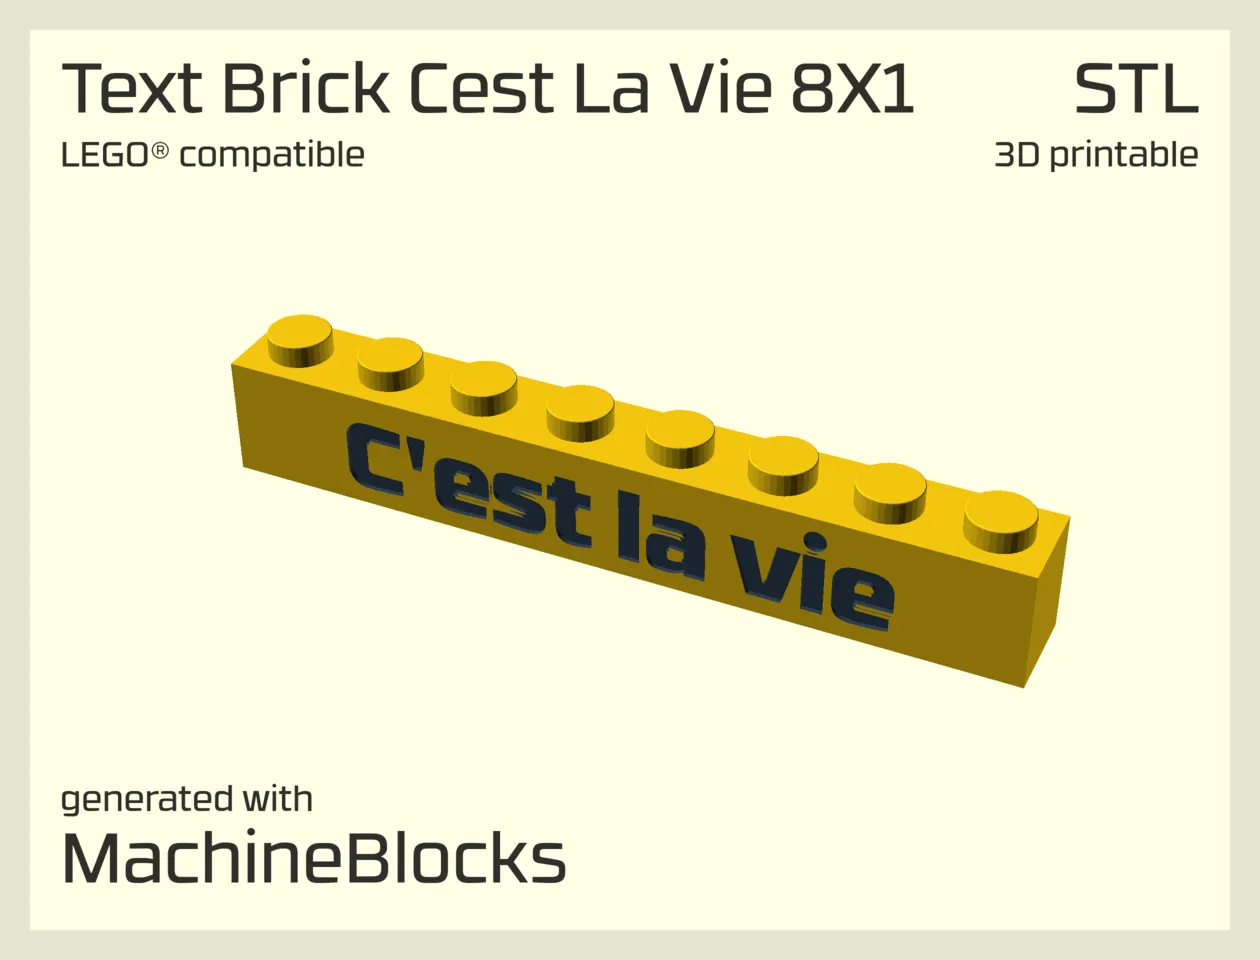 Text Brick Cest La Vie 8X1
STL
LEGO® compatible
3D printable
C'est la vie
generated with
MachineBlocks